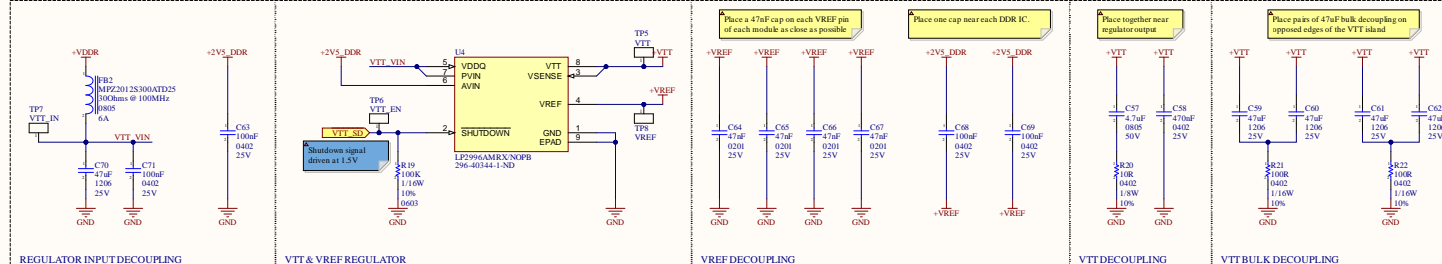 Place a 47nF cap on each VREF pin
of each module as close as possible
Place one cap near each DDR IC.
Place together near
regulator output
Place pairs of 47uF bulk decoupling on
opposed edges of the VTT island
+VDDR
FB2
MPZ2012S300ATD25
30Ohms @ 100MHz
0805
6A
TP7
VTT_IN
VTT_VIN
C70
47uF
1206
25V
C71
100nF
0402
25V
GND
GND
+2V5_DDR
C63
100nF
0402
25V
GND
REGULATOR INPUT DECOUPLING
+2V5_DDR
VTT_VIN
U4
5
7
6
VDDQ
PVIN
AVIN
VTT
VSENSE
8
3
TP5
VTT
+VTT
VREF
4
+VREF
TP8
VREF
TP6
VTT_EN
VTT_SD
2
SHUTDOWN
GND
EPAD
1
9
LP2996AMRX/NOPB
296-40344-1-ND
Shutdown signal
driven at 1.5V
R19
100K
1/16W
10%
0603
GND
GND
VTT & VREF REGULATOR
+VREF
+VREF
+VREF
+VREF
C64
47nF
0201
25V
C65
47nF
0201
25V
C66
47nF
0201
25V
C67
47nF
0201
25V
GND
GND
GND
GND
+2V5_DDR
+2V5_DDR
C68
100nF
0402
25V
C69
100nF
0402
25V
+VREF
+VREF
VREF DECOUPLING
+VTT
+VTT
C57
4.7uF
0805
50V
C58
470nF
0402
25V
R20
10R
0402
1/8W
10%
GND
GND
VTT DECOUPLING
+VTT
+VTT
+VTT
+VTT
C59
47uF
1206
25V
C60
47uF
1206
25V
C61
47uF
1206
25V
C62
47uF
1206
25V
R21
100R
0402
1/16W
10%
R22
100R
0402
1/16W
10%
GND
GND
VTT BULK DECOUPLING